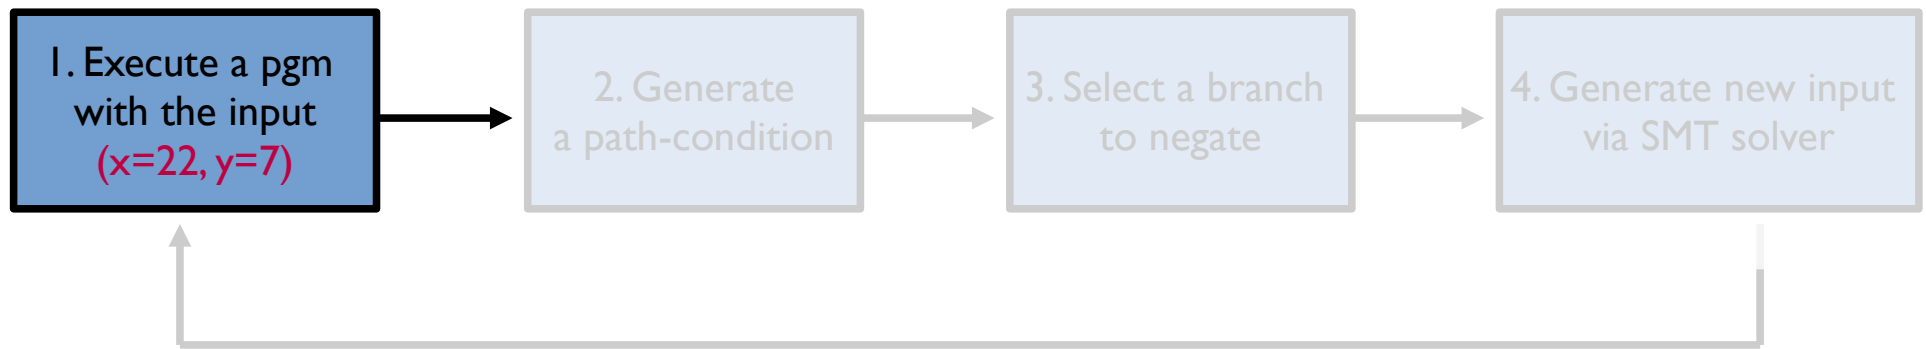 1. Execute a pgm
with the input
(x=22, y=7)
2. Generate
a path-condition
3. Select a branch
to negate
4. Generate new input
via SMT solver